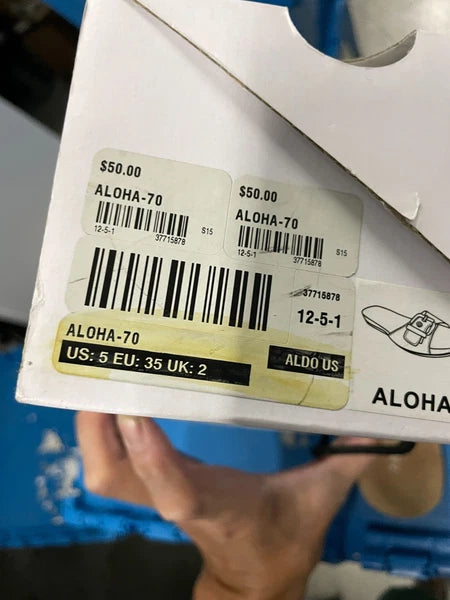 $50.00
ALOHA-70
12-5-1 37715878 S15
$50.00
ALOHA-70
12-5-1 37715878 S15
37715878
12-5-1
ALOHA-70
US: 5 EU: 35 UK: 2
ALDO US
ALOHA